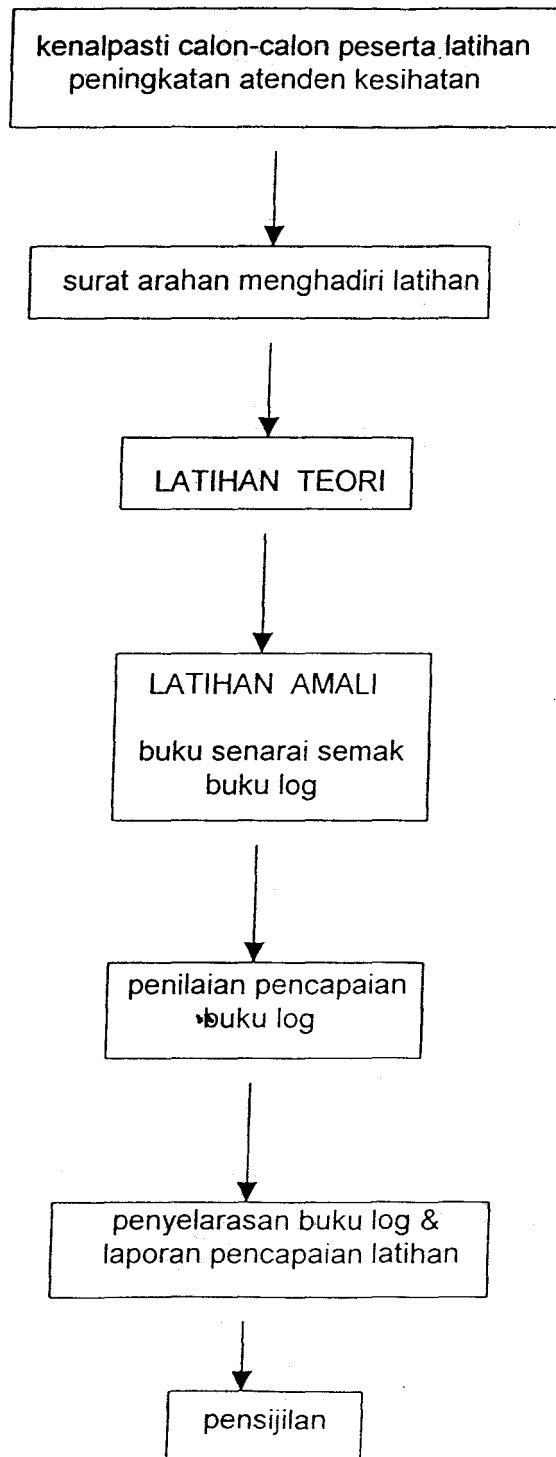 kenalpasti calon-calon peserta latihan
peningkatan atenden kesihatan
surat arahan menghadiri latihan
LATIHAN TEORI
LATIHAN AMALI
buku senarai semak
buku log
penilaian pencapaian
buku log
penyelarasan buku log &
laporan pencapaian latihan
pensijilan